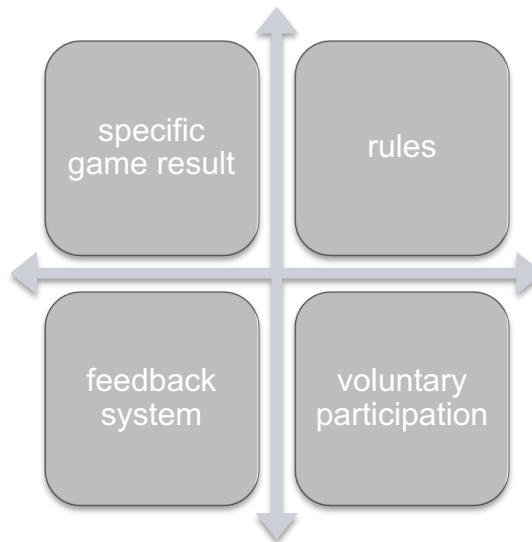 specific
game result
rules
feedback
system
voluntary
participation